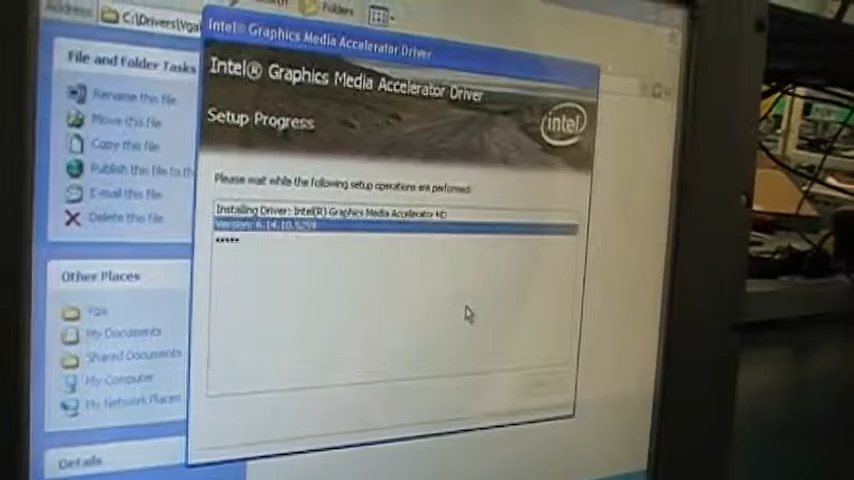 Address
C:\Drivers\Vga
Folders
File and Folder Tasks
Rename this file
Move this file
Copy this file
Publish this file to th
E-mail this file
Delete this file
Other Places
Vga
My Documents
Shared Documents
My Computer
My Network Places
Details
Intel® Graphics Media Accelerator Driver
Intel® Graphics Media Accelerator Driver
Setup Progress
intel
Please wait while the following setup operations are performed:
Installing Driver: Intel(R) Graphics Media Accelerator HD
Version:
*****